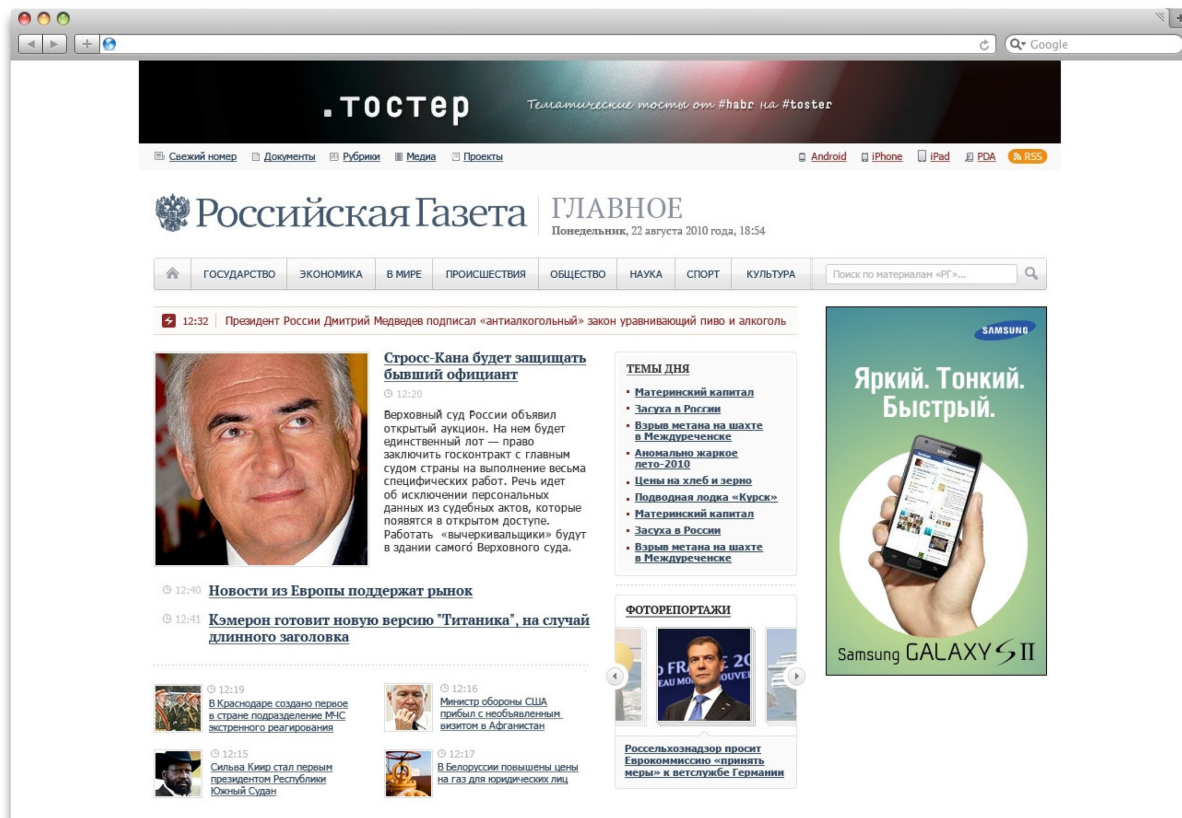 Google
.тостер
Тематические тосты от #habr на #toster
Свежий номер Документы Рубрики Медиа Проекты
Android iPhone iPad PDA RSS
Российская Газета
ГЛАВНОЕ
Понедельник, 22 августа 2010 года, 18:54
ГОСУДАРСТВО ЭКОНОМИКА В МИРЕ ПРОИСШЕСТВИЯ ОБЩЕСТВО НАУКА СПОРТ КУЛЬТУРА
Поиск по материалам «РГ»...
12:32 Президент России Дмитрий Медведев подписал «антиалкогольный» закон уравнивающий пиво и алкоголь
Стросс-Кана будет защищать
бывший официант
12:20
Верховный суд России объявил
открытый аукцион. На нем будет
единственный лот — право
заключить госконтракт с главным
судом страны на выполнение весьма
специфических работ. Речь идет
об исключении персональных
данных из судебных актов, которые
появятся в открытом доступе.
Работать «вычеркивальщики» будут
в здании самого Верховного суда.
12:40 Новости из Европы поддержат рынок
12:41 Кэмерон готовит новую версию "Титаника", на случай
длинного заголовка
12:19
В Краснодаре создано первое
в стране подразделение МЧС
экстренного реагирования
12:16
Министр обороны США
прибыл с необъявленным
визитом в Афганистан
12:15
Сильва Киир стал первым
президентом Республики
Южный Судан
12:17
В Белоруссии повышены цены
на газ для юридических лиц
ТЕМЫ ДНЯ
Материнский капитал
Засуха в России
Взрыв метана на шахте
в Междуреченске
Аномально жаркое
лето-2010
Цены на хлеб и зерно
Подводная лодка «Курск»
Материнский капитал
Засуха в России
Взрыв метана на шахте
в Междуреченске
ФОТОРЕПОРТАЖИ
Россельхознадзор просит
Еврокомиссию «принять
меры» к ветслужбе Германии
SAMSUNG
Яркий. Тонкий.
Быстрый.
Samsung GALAXY S II